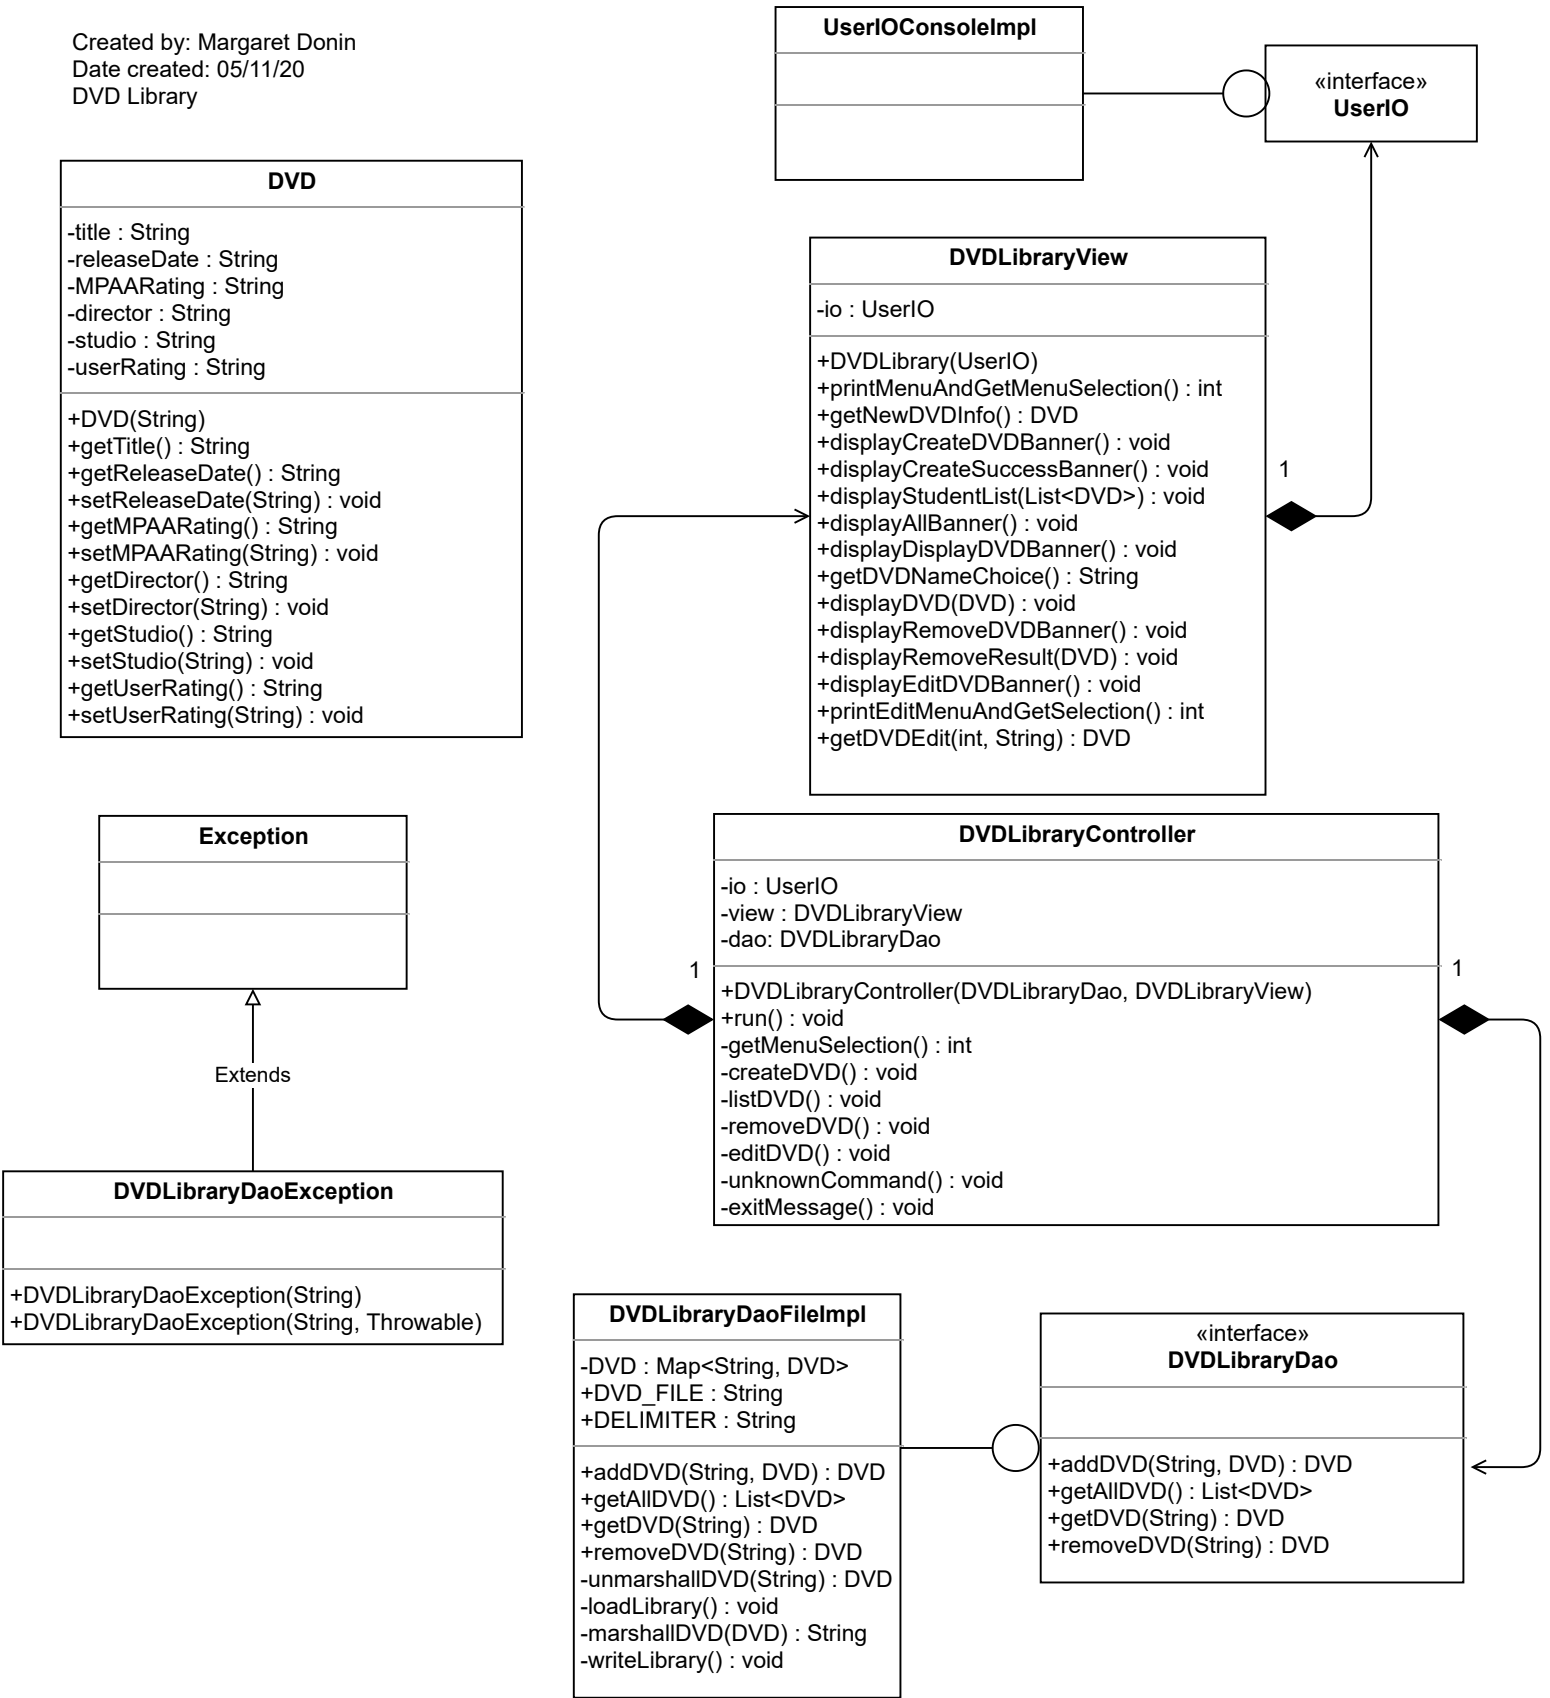 Created by: Margaret Donin
Date created: 05/11/20
DVD Library
UserIOConsoleImpl
«interface»
UserIO
DVD
-title : String
-releaseDate : String
-MPAARating : String
-director : String
-studio : String
-userRating : String
+DVD(String)
+getTitle() : String
+getReleaseDate() : String
+setReleaseDate(String) : void
+getMPAARating() : String
+setMPAARating(String) : void
+getDirector() : String
+setDirector(String) : void
+getStudio() : String
+setStudio(String) : void
+getUserRating() : String
+setUserRating(String) : void
DVDLibraryView
-io : UserIO
+DVDLibrary(UserIO)
+printMenuAndGetMenuSelection() : int
+getNewDVDInfo() : DVD
+displayCreateDVDBanner() : void
+displayCreateSuccessBanner() : void
+displayStudentList(List<DVD>) : void
+displayAllBanner() : void
+displayDisplayDVDBanner() : void
+getDVDNameChoice() : String
+displayDVD(DVD) : void
+displayRemoveDVDBanner() : void
+displayRemoveResult(DVD) : void
+displayEditDVDBanner() : void
+printEditMenuAndGetSelection() : int
+getDVDEdit(int, String) : DVD
1
Exception
Extends
DVDLibraryDaoException
+DVDLibraryDaoException(String)
+DVDLibraryDaoException(String, Throwable)
DVDLibraryController
-io : UserIO
-view : DVDLibraryView
-dao: DVDLibraryDao
1
1
+DVDLibraryController(DVDLibraryDao, DVDLibraryView)
+run() : void
-getMenuSelection() : int
-createDVD() : void
-listDVD() : void
-removeDVD() : void
-editDVD() : void
-unknownCommand() : void
-exitMessage() : void
DVDLibraryDaoFileImpl
-DVD : Map<String, DVD>
+DVD_FILE : String
+DELIMITER : String
+addDVD(String, DVD) : DVD
+getAllDVD() : List<DVD>
+getDVD(String) : DVD
+removeDVD(String) : DVD
-unmarshallDVD(String) : DVD
-loadLibrary() : void
-marshallDVD(DVD) : String
-writeLibrary() : void
«interface»
DVDLibraryDao
+addDVD(String, DVD) : DVD
+getAllDVD() : List<DVD>
+getDVD(String) : DVD
+removeDVD(String) : DVD